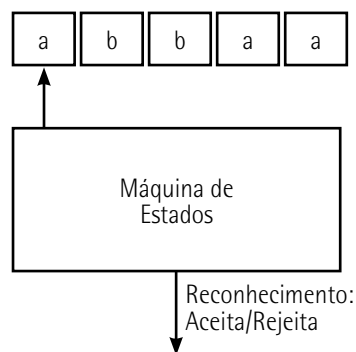 a b b a a
Máquina de
Estados
Reconhecimento:
Aceita/Rejeita